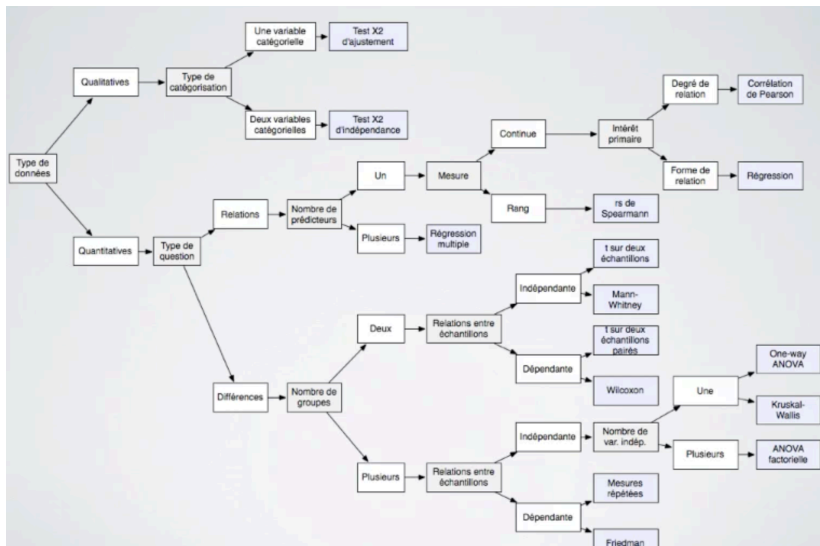 Une variable
catégorielle
Test X2
d'ajustement
Qualitatives
Type de
catégorisation
Deux variables
catégorielles
Test X2
d'indépendance
Type de
données
Degré de
relation
Corrélation
de Pearson
Continue
Intérêt
primaire
Un
Mesure
Forme de
relation
Régression
Relations
Nombre de
prédicteurs
Rang
rs de
Spearmann
Quantitatives
Type de
question
Plusieurs
Régression
multiple
t sur deux
échantillons
Indépendante
Mann-
Whitney
Deux
Relations entre
échantillons
t sur deux
échantillons
pairés
Dépendante
Wilcoxon
Différences
Nombre de
groupes
One-way
ANOVA
Une
Kruskal-
Wallis
Indépendante
Nombre de
var. indép.
Plusieurs
ANOVA
factorielle
Plusieurs
Relations entre
échantillons
Mesures
répétées
Dépendante
Friedman